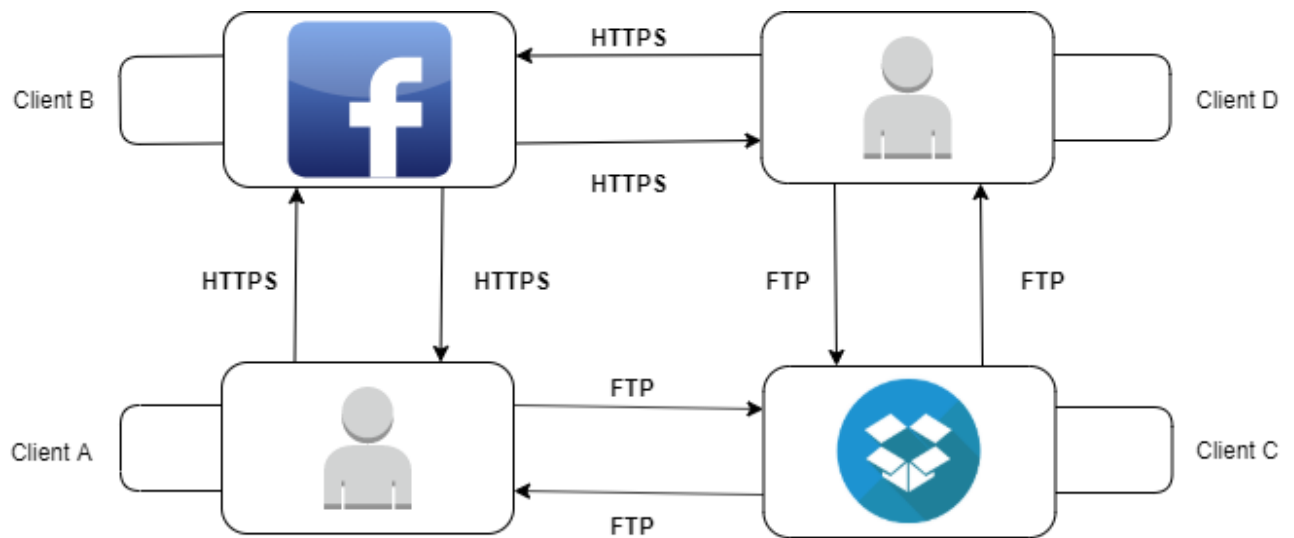 HTTPS
Client B
Client D
HTTPS
HTTPS
HTTPS
FTP
FTP
FTP
Client A
Client C
FTP